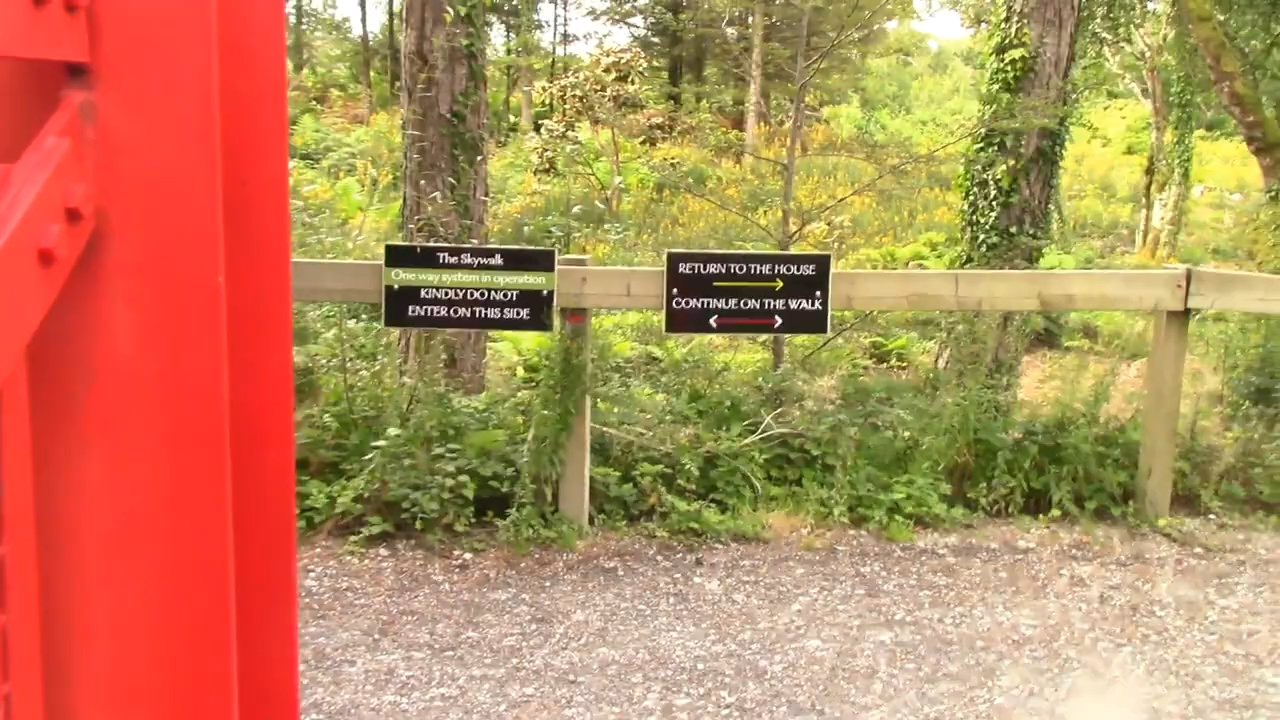 The Skywalk
One way system in operation
KINDLY DO NOT
ENTER ON THIS SIDE
RETURN TO THE HOUSE
CONTINUE ON THE WALK